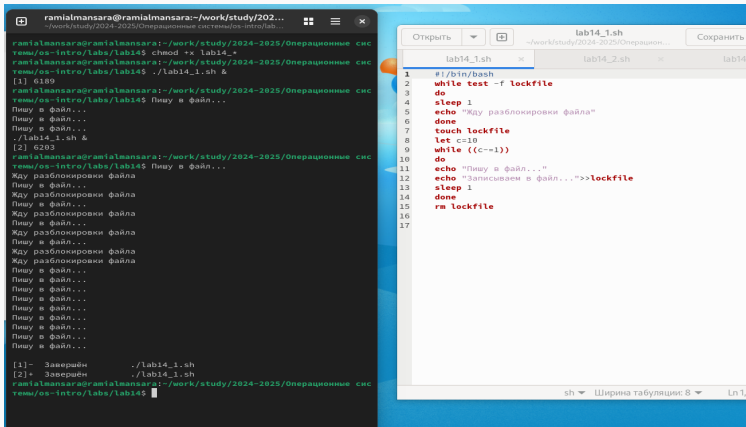 ramialmansara@ramialmansara:~/work/study/202...
~/work/study/2024-2025/Операционные системы/os-intro/lab...
ramialmansara@ramialmansara:~/work/study/2024-2025/Операционные сис
темы/os-intro/labs/lab14$ chmod +x lab14_*
ramialmansara@ramialmansara:~/work/study/2024-2025/Операционные сис
темы/os-intro/labs/lab14$ ./lab14_1.sh &
[1] 6189
ramialmansara@ramialmansara:~/work/study/2024-2025/Операционные сис
темы/os-intro/labs/lab14$ Пишу в файл...
Пишу в файл...
Пишу в файл...
Пишу в файл...
./lab14_1.sh &
[2] 6203
ramialmansara@ramialmansara:~/work/study/2024-2025/Операционные сис
темы/os-intro/labs/lab14$ Пишу в файл...
Жду разблокировки файла
Пишу в файл...
Жду разблокировки файла
Пишу в файл...
Жду разблокировки файла
Пишу в файл...
Жду разблокировки файла
Пишу в файл...
Жду разблокировки файла
Жду разблокировки файла
Пишу в файл...
Пишу в файл...
Пишу в файл...
Пишу в файл...
Пишу в файл...
Пишу в файл...
Пишу в файл...
Пишу в файл...
Пишу в файл...
[1]- Завершён ./lab14_1.sh
[2]+ Завершён ./lab14_1.sh
ramialmansara@ramialmansara:~/work/study/2024-2025/Операционные сис
темы/os-intro/labs/lab14$
Открыть
lab14_1.sh
~/work/study/2024-2025/Операцион...
Сохранить
lab14_1.sh × lab14_2.sh × lab14
1 #!/bin/bash
2 while test -f lockfile
3 do
4 sleep 1
5 echo "Жду разблокировки файла"
6 done
7 touch lockfile
8 let c=10
9 while ((c-=1))
10 do
11 echo "Пишу в файл..."
12 echo "Записываем в файл...">>lockfile
13 sleep 1
14 done
15 rm lockfile
16
17
sh Ширина табуляции: 8 Ln 1,